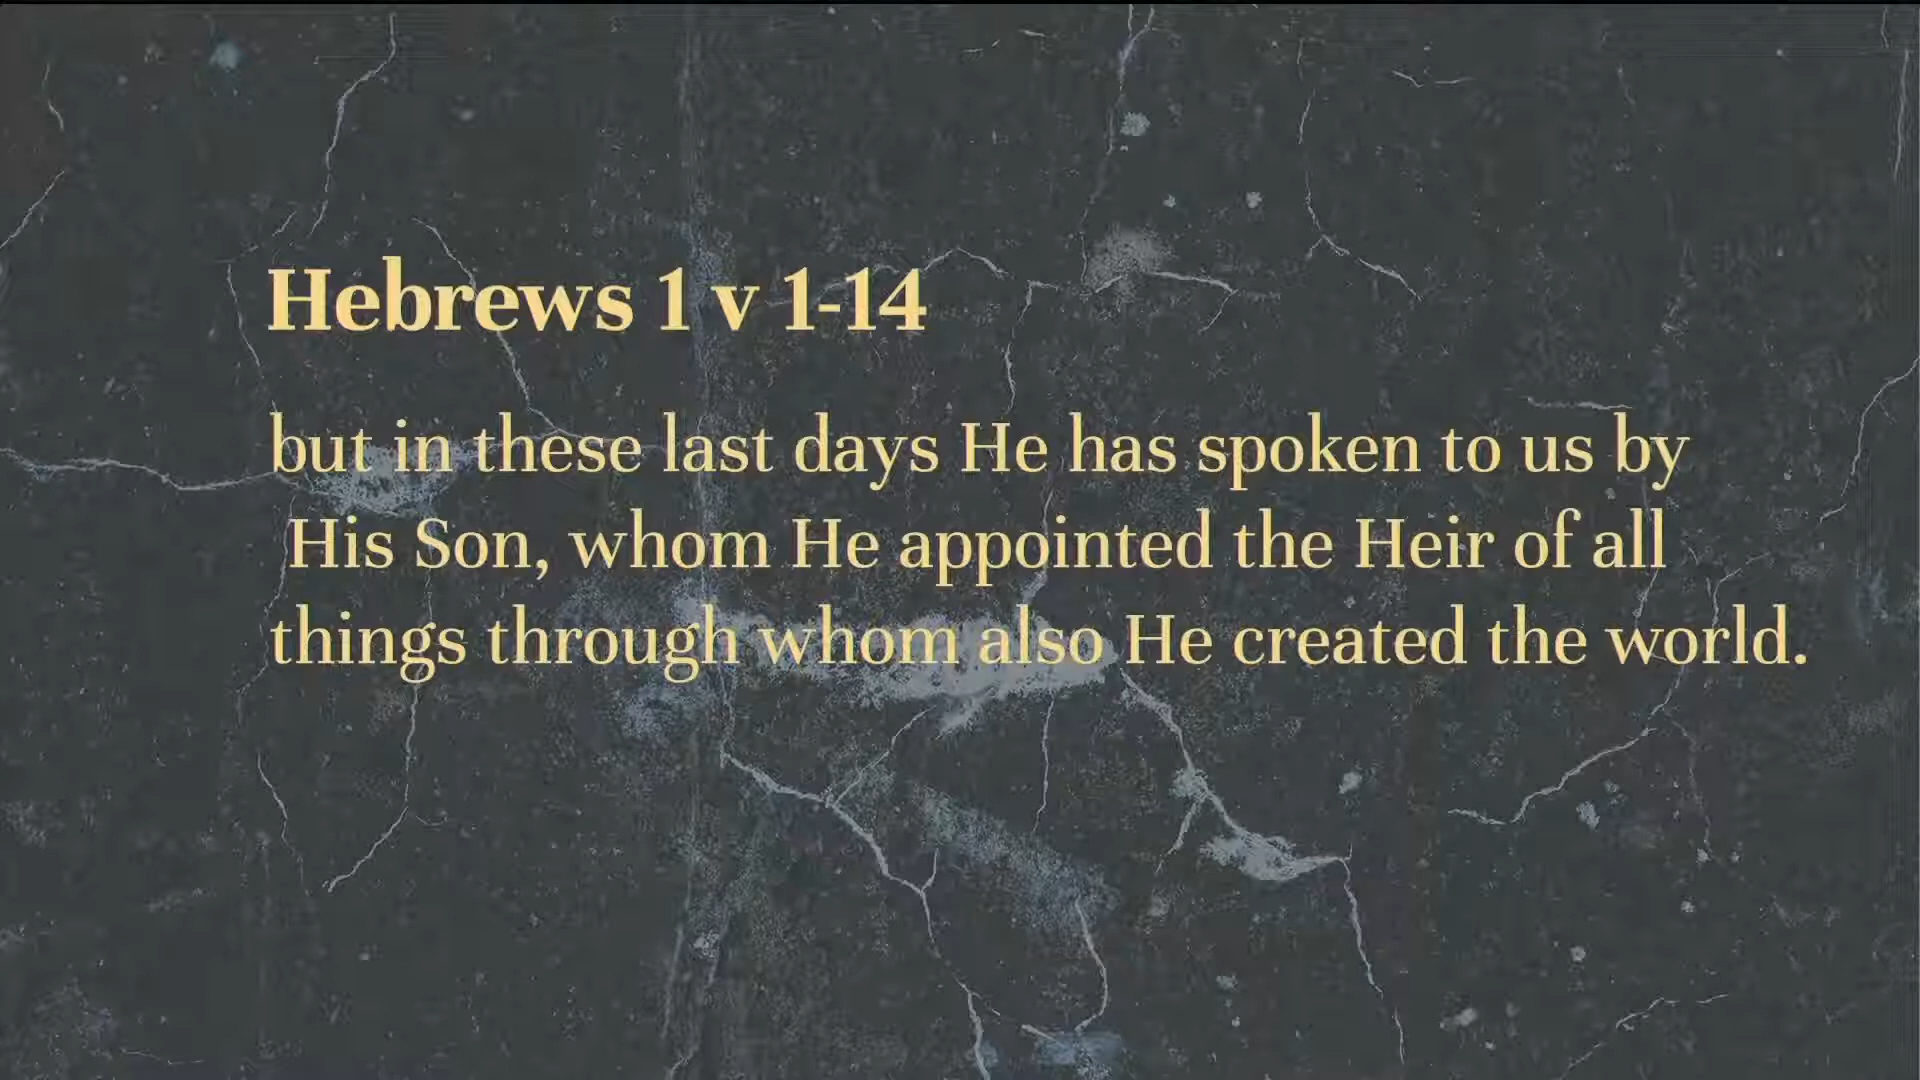 Hebrews 1 v 1-14
but in these last days He has spoken to us by
His Son, whom He appointed the Heir of all
things through whom also He created the world.